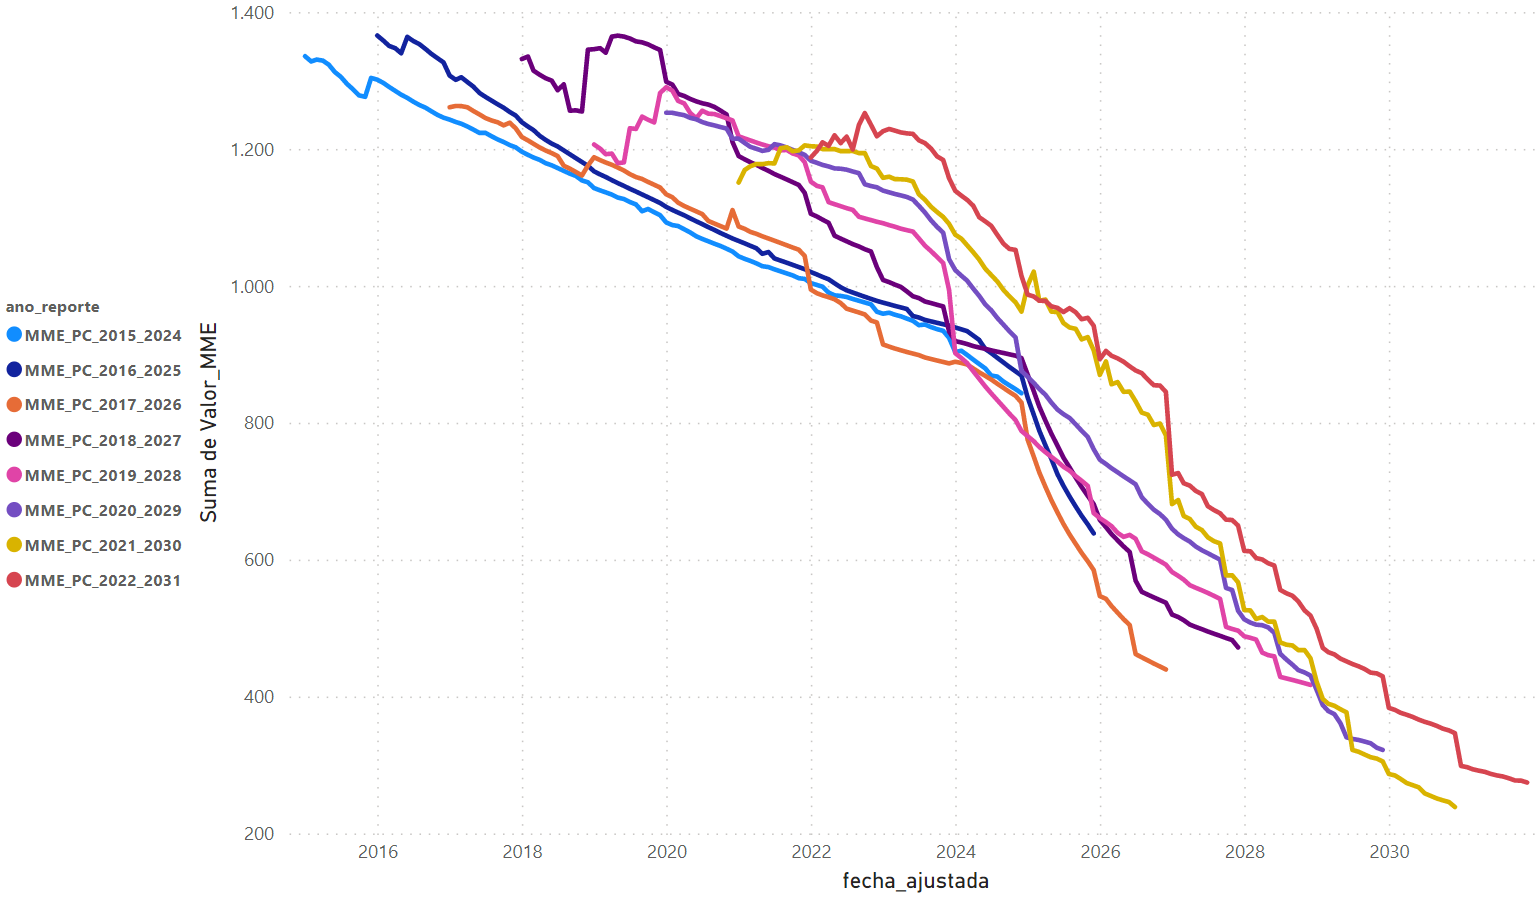 1.400
1.200
1.000
800
600
400
200
Suma de Valor_MME
ano_reporte
MME_PC_2015_2024
MME_PC_2016_2025
MME_PC_2017_2026
MME_PC_2018_2027
MME_PC_2019_2028
MME_PC_2020_2029
MME_PC_2021_2030
MME_PC_2022_2031
2016 2018 2020 2022 2024 2026 2028 2030
fecha_ajustada